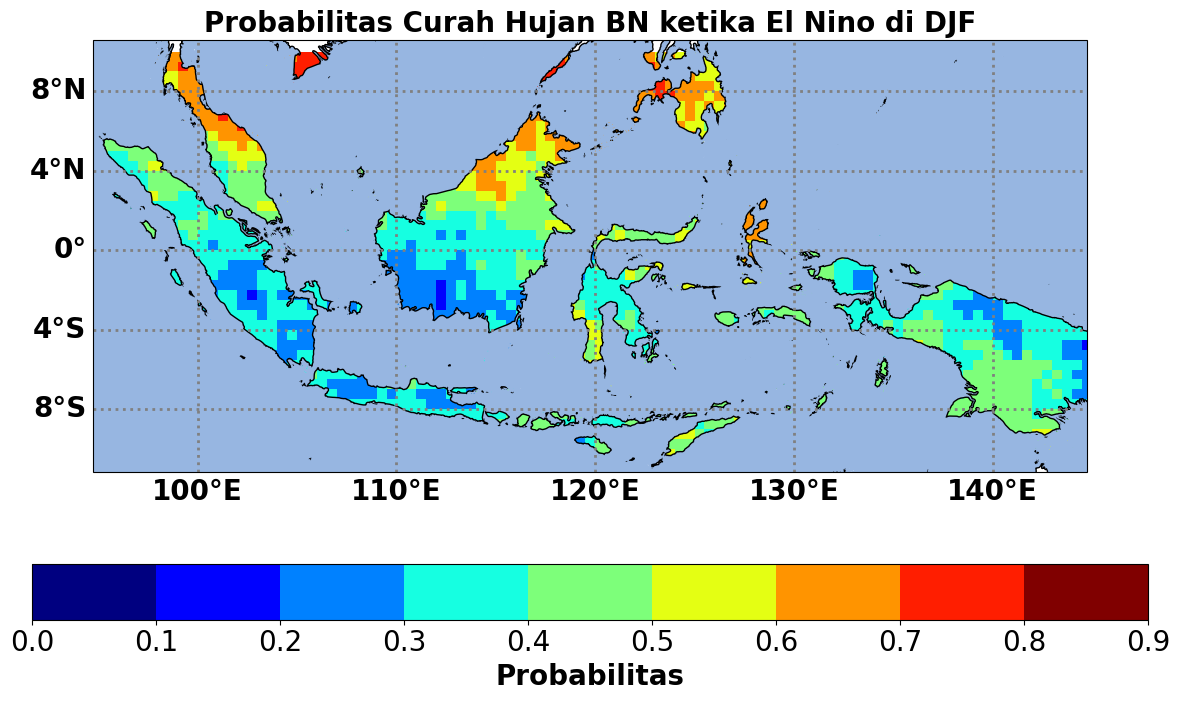 Probabilitas Curah Hujan BN ketika El Nino di DJF
8°N
4°N
0°
4°S
8°S
100°E 110°E 120°E 130°E 140°E
0.0 0.1 0.2 0.3 0.4 0.5 0.6 0.7 0.8 0.9
Probabilitas